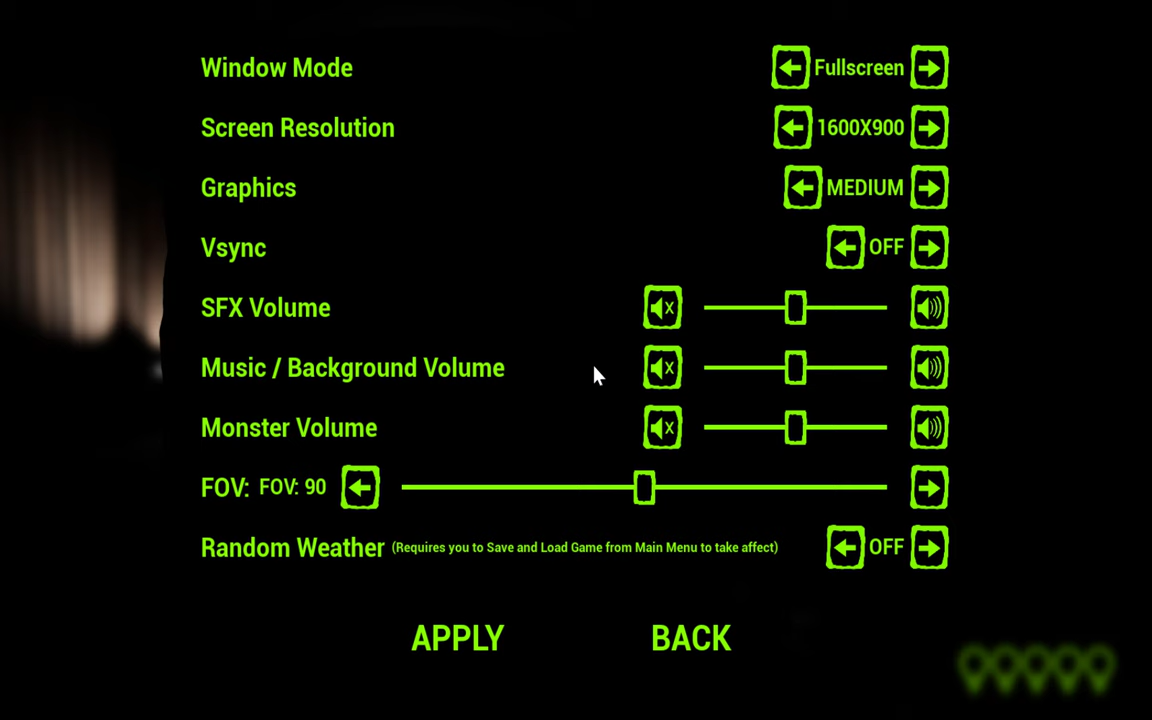 Window Mode Fullscreen
Screen Resolution 1600X900
Graphics MEDIUM
Vsync OFF
SFX Volume
Music / Background Volume
Monster Volume
FOV: FOV: 90
Random Weather (Requires you to Save and Load Game from Main Menu to take affect) OFF
APPLY BACK